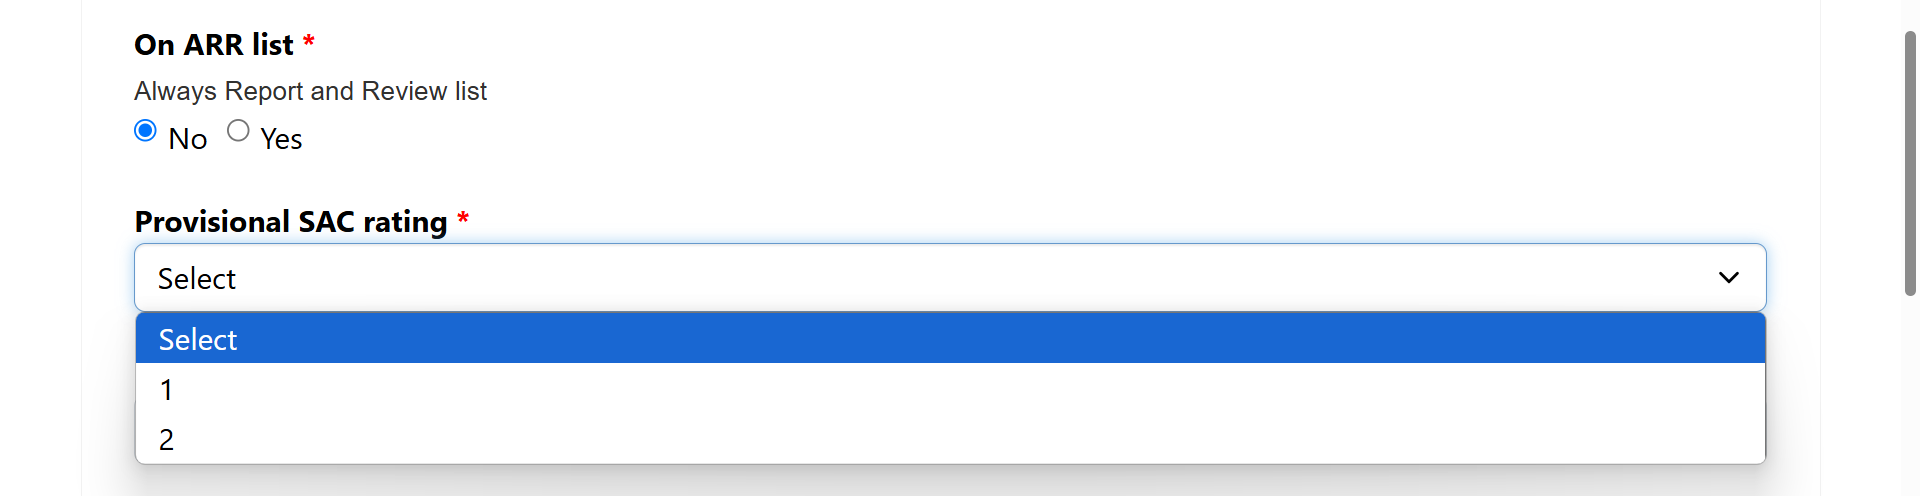 On ARR list *
Always Report and Review list
No Yes
Provisional SAC rating *
Select
Select
1
2